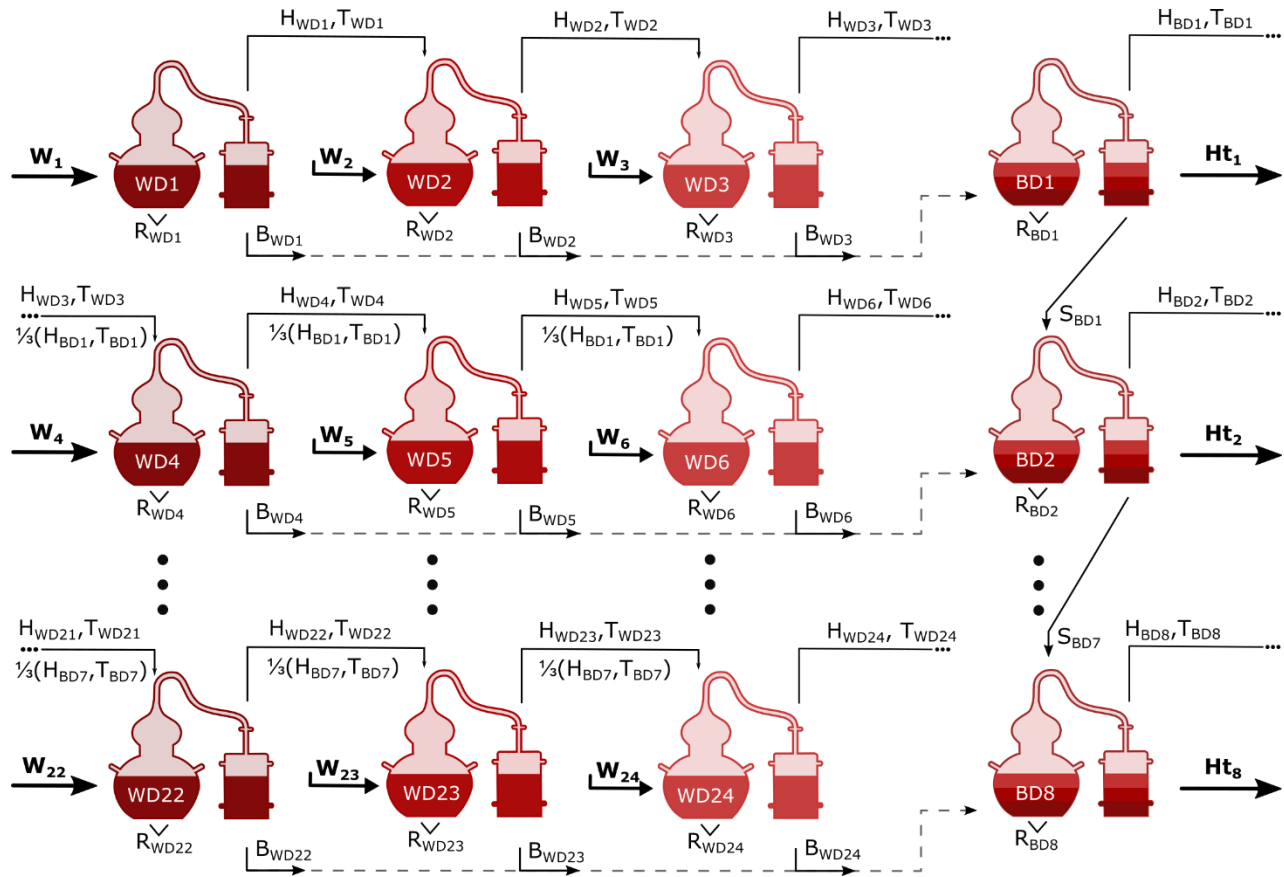 H_WD1,T_WD1
H_WD2,T_WD2
H_WD3,T_WD3
...
H_BD1,T_BD1
...
W₁
WD1
W₂
WD2
W₃
WD3
BD1
Ht₁
R_WD1
B_WD1
R_WD2
B_WD2
R_WD3
B_WD3
R_BD1
H_WD3,T_WD3
...
⅓(H_BD1,T_BD1)
H_WD4,T_WD4
⅓(H_BD1,T_BD1)
H_WD5,T_WD5
⅓(H_BD1,T_BD1)
H_WD6,T_WD6
...
S_BD1
H_BD2,T_BD2
...
W₄
WD4
W₅
WD5
W₆
WD6
BD2
Ht₂
R_WD4
B_WD4
R_WD5
B_WD5
R_WD6
B_WD6
R_BD2
H_WD21,T_WD21
...
⅓(H_BD7,T_BD7)
H_WD22,T_WD22
⅓(H_BD7,T_BD7)
H_WD23,T_WD23
⅓(H_BD7,T_BD7)
H_WD24, T_WD24
...
S_BD7
H_BD8,T_BD8
...
W₂₂
WD22
W₂₃
WD23
W₂₄
WD24
BD8
Ht₈
R_WD22
B_WD22
R_WD23
B_WD23
R_WD24
B_WD24
R_BD8